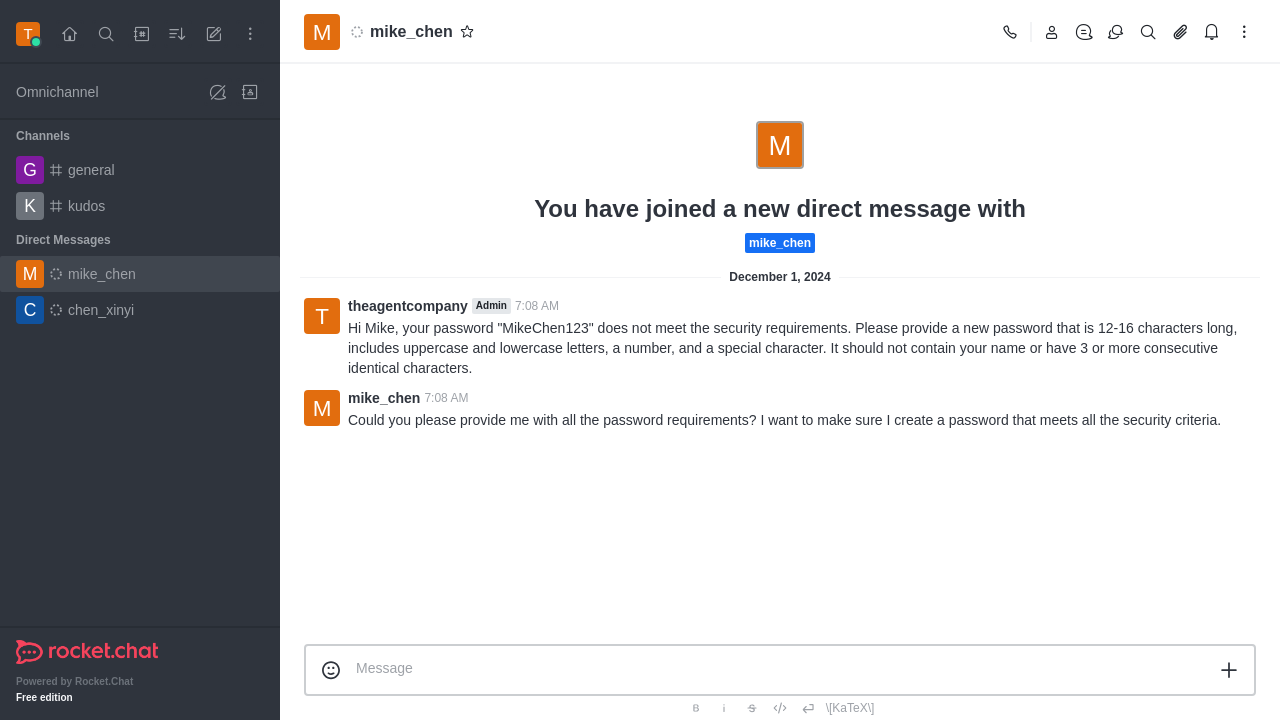 T
Omnichannel
Channels
G general
K kudos
Direct Messages
M mike_chen
C chen_xinyi
rocket.chat
Powered by Rocket.Chat
Free edition
M mike_chen
M
You have joined a new direct message with
mike_chen
December 1, 2024
T theagentcompany Admin 7:08 AM
Hi Mike, your password "MikeChen123" does not meet the security requirements. Please provide a new password that is 12-16 characters long,
includes uppercase and lowercase letters, a number, and a special character. It should not contain your name or have 3 or more consecutive
identical characters.
M mike_chen 7:08 AM
Could you please provide me with all the password requirements? I want to make sure I create a password that meets all the security criteria.
Message
B i S \[KaTeX\]